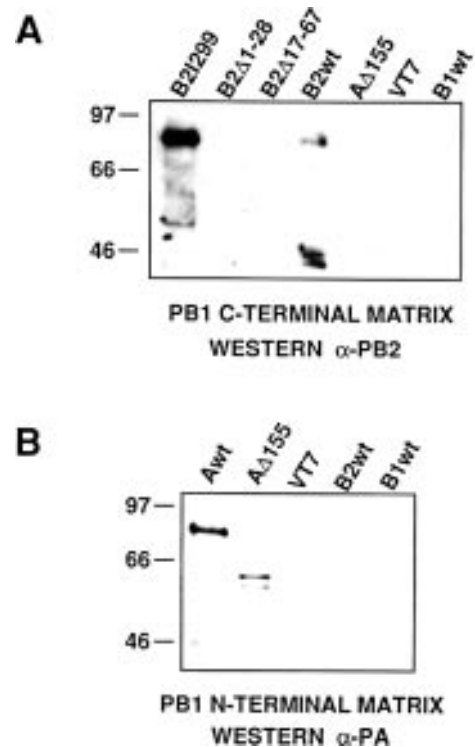 A
B2I299 B2Δ1-28 B2Δ17-67 B2wt AΔ155 VT7 B1wt
97
66
46
PB1 C-TERMINAL MATRIX
WESTERN α-PB2
B
Awt AΔ155 VT7 B2wt B1wt
97
66
46
PB1 N-TERMINAL MATRIX
WESTERN α-PA